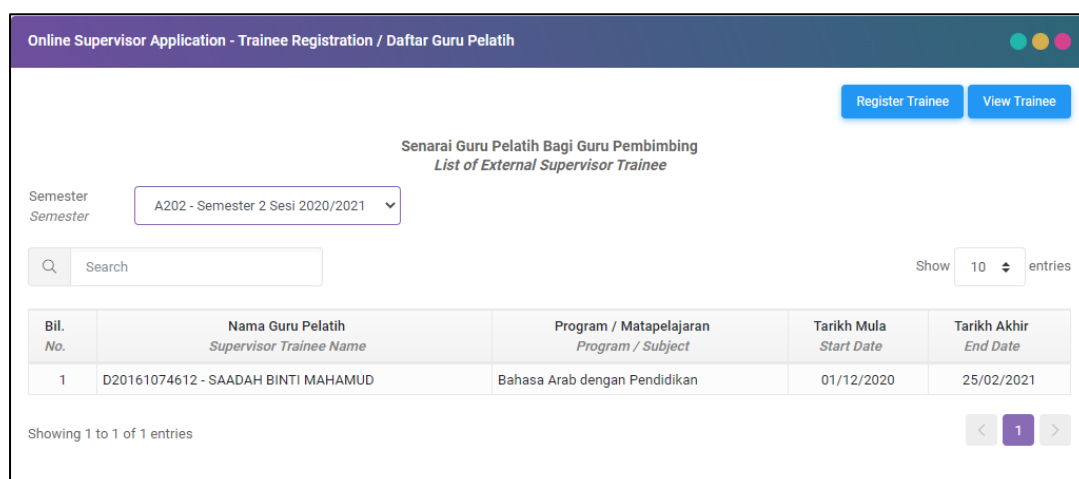 Online Supervisor Application - Trainee Registration / Daftar Guru Pelatih
Register Trainee View Trainee
Senarai Guru Pelatih Bagi Guru Pembimbing
List of External Supervisor Trainee
Semester A202 - Semester 2 Sesi 2020/2021
Semester
Search Show 10 entries
Bil. Nama Guru Pelatih Program / Matapelajaran Tarikh Mula Tarikh Akhir
No. Supervisor Trainee Name Program / Subject Start Date End Date
1 D20161074612 - SAADAH BINTI MAHAMUD Bahasa Arab dengan Pendidikan 01/12/2020 25/02/2021
Showing 1 to 1 of 1 entries < 1 >